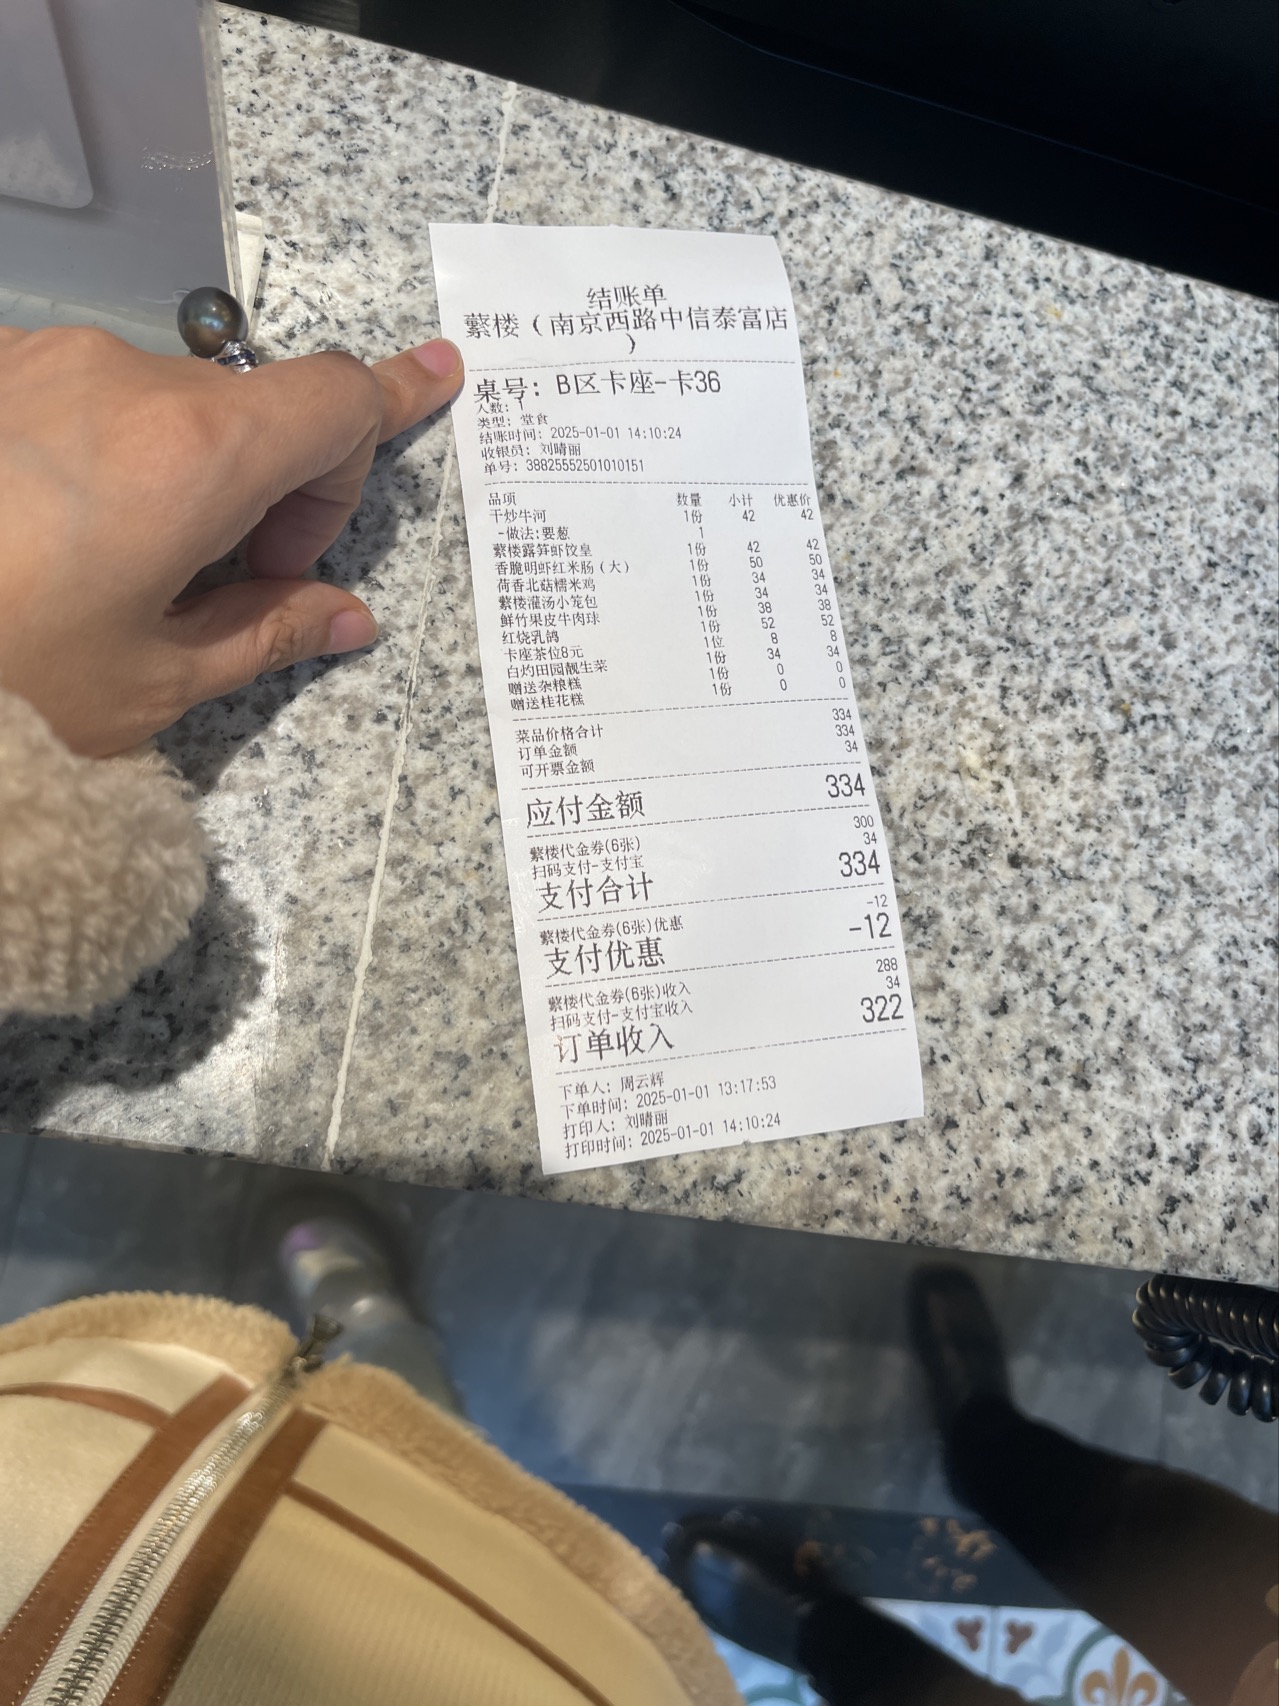 结账单
蘩楼（南京西路中信泰富店
）
桌号: B区卡座-卡36
人数: 1
类型: 堂食
结账时间: 2025-01-01 14:10:24
收银员: 刘晴丽
单号: 38825552501010151
品项 数量 小计 优惠价
干炒牛河 1份 42 42
-做法:要葱 1
蘩楼露笋虾饺皇 1份 42 42
香脆明虾红米肠（大） 1份 50 50
荷香北菇糯米鸡 1份 34 34
蘩楼灌汤小笼包 1份 34 34
鲜竹果皮牛肉球 1份 38 38
红烧乳鸽 1份 52 52
卡座茶位8元 1位 8 8
白灼田园靓生菜 1份 34 34
赠送杂粮糕 1份 0 0
赠送桂花糕 1份 0 0
菜品价格合计 334
订单金额 334
可开票金额 34
应付金额 334
蘩楼代金券(6张) 300
扫码支付-支付宝 34
支付合计 334
蘩楼代金券(6张)优惠 -12
支付优惠 -12
蘩楼代金券(6张)收入 288
扫码支付-支付宝收入 34
订单收入 322
下单人: 周云辉
下单时间: 2025-01-01 13:17:53
打印人: 刘晴丽
打印时间: 2025-01-01 14:10:24